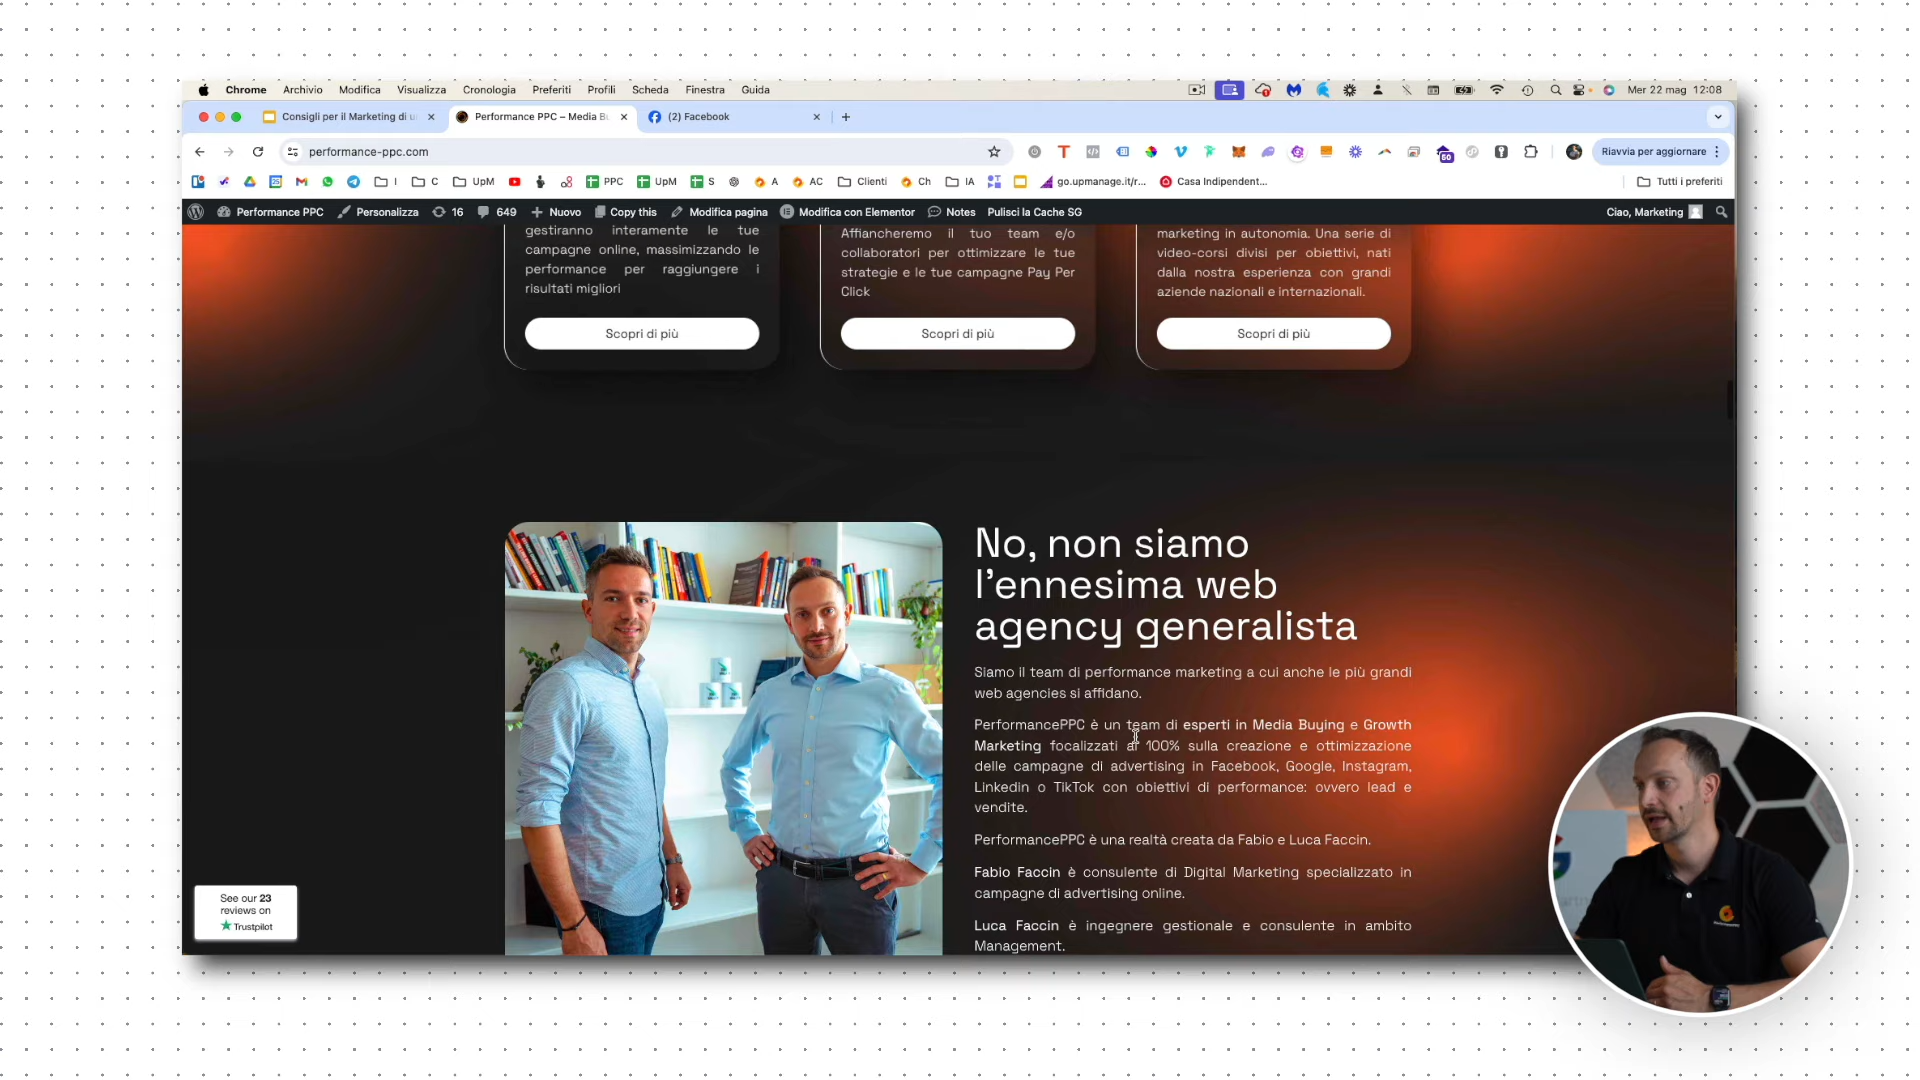 Chrome Archivio Modifica Visualizza Cronologia Preferiti Profili Scheda Finestra Guida
Mer 22 mag 12:08
Consigli per il Marketing di
Performance PPC – Media B
(2) Facebook
performance-ppc.com
50
Riavvia per aggiornare
I
C
UpM
PPC
UpM
S
A
AC
Clienti
Ch
IA
go.upmanage.it/r...
Casa Indipendent...
Tutti i preferiti
Performance PPC
Personalizza
16
649
Nuovo
Copy this
Modifica pagina
Modifica con Elementor
Notes
Pulisci la Cache SG
Ciao, Marketing
gestiranno interamente le tue
campagne online, massimizzando le
performance per raggiungere i
risultati migliori
Scopri di più
Affiancheremo il tuo team e/o
collaboratori per ottimizzare le tue
strategie e le tue campagne Pay Per
Click
Scopri di più
marketing in autonomia. Una serie di
video-corsi divisi per obiettivi, nati
dalla nostra esperienza con grandi
aziende nazionali e internazionali.
Scopri di più
No, non siamo
l'ennesima web
agency generalista
Siamo il team di performance marketing a cui anche le più grandi
web agencies si affidano.
PerformancePPC è un team di esperti in Media Buying e Growth
Marketing focalizzati al 100% sulla creazione e ottimizzazione
delle campagne di advertising in Facebook, Google, Instagram,
Linkedin o TikTok con obiettivi di performance: ovvero lead e
vendite.
PerformancePPC è una realtà creata da Fabio e Luca Faccin.
Fabio Faccin è consulente di Digital Marketing specializzato in
campagne di advertising online.
Luca Faccin è ingegnere gestionale e consulente in ambito
Management.
See our 23
reviews on
Trustpilot